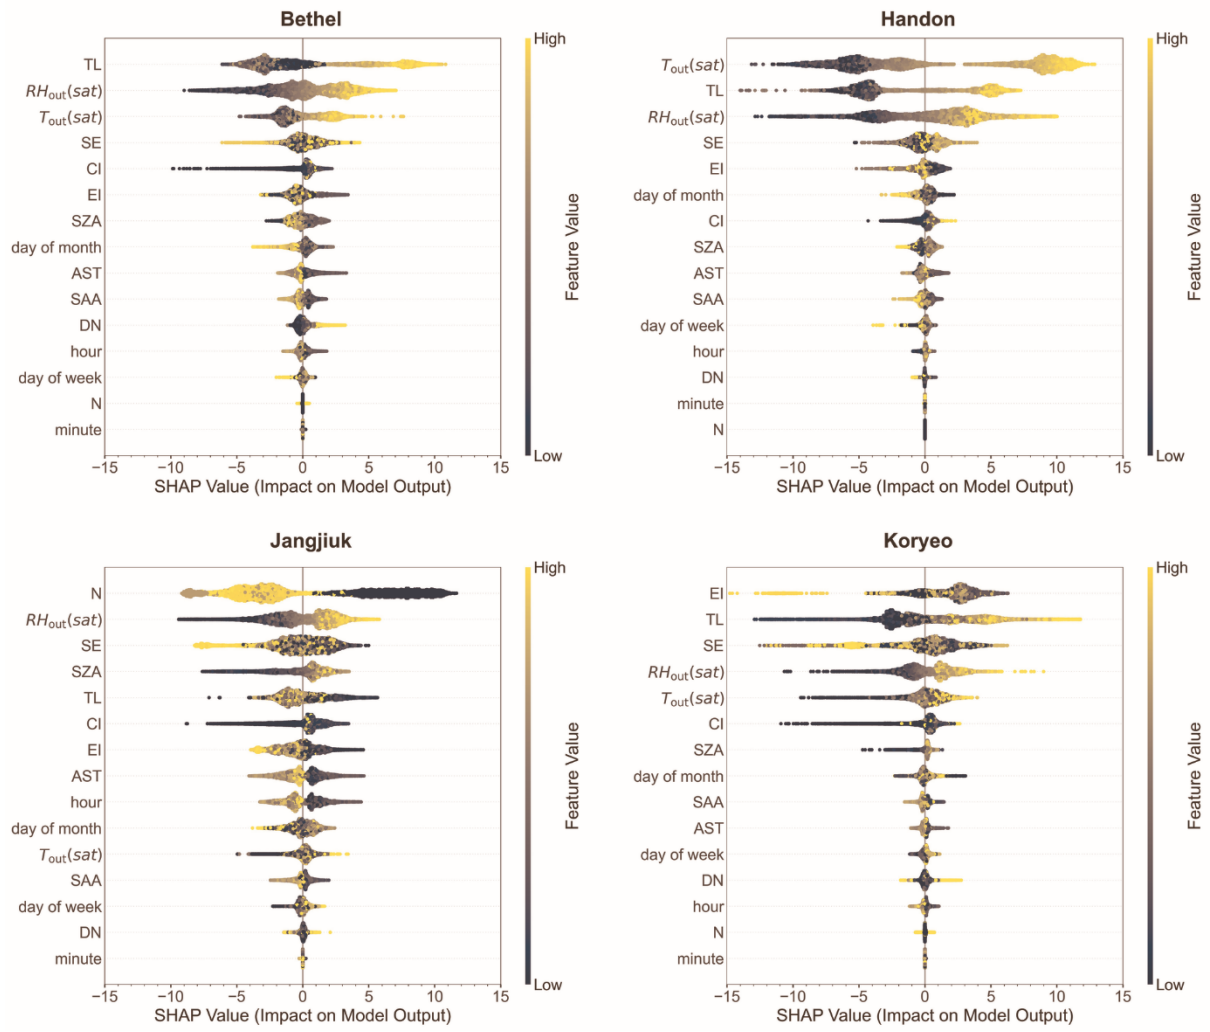 Bethel
High
TL
RHout(sat)
Tout(sat)
SE
CI
EI
SZA
day of month
AST
SAA
DN
hour
day of week
N
minute
Low
Feature Value
−15 −10 −5 0 5 10 15
SHAP Value (Impact on Model Output)
Handon
High
Tout(sat)
TL
RHout(sat)
SE
EI
day of month
CI
SZA
AST
SAA
day of week
hour
DN
minute
N
Low
Feature Value
−15 −10 −5 0 5 10 15
SHAP Value (Impact on Model Output)
Jangjiuk
High
N
RHout(sat)
SE
SZA
TL
CI
EI
AST
hour
day of month
Tout(sat)
SAA
day of week
DN
minute
Low
Feature Value
−15 −10 −5 0 5 10 15
SHAP Value (Impact on Model Output)
Koryeo
High
EI
TL
SE
RHout(sat)
Tout(sat)
CI
SZA
day of month
SAA
AST
day of week
DN
hour
N
minute
Low
Feature Value
−15 −10 −5 0 5 10 15
SHAP Value (Impact on Model Output)